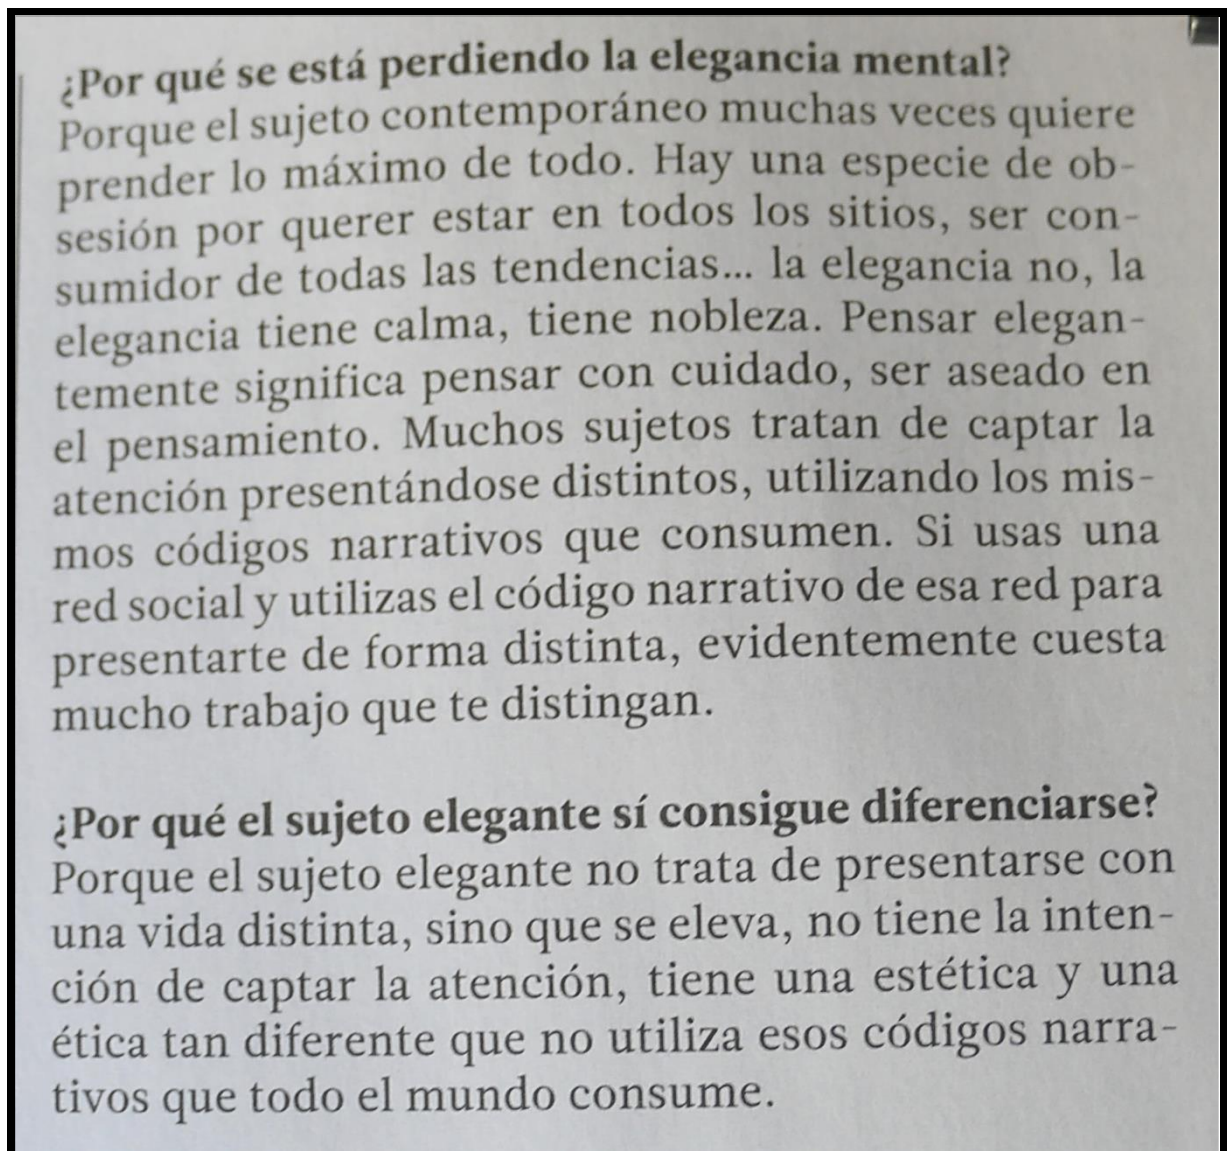 ¿Por qué se está perdiendo la elegancia mental?
Porque el sujeto contemporáneo muchas veces quiere
prender lo máximo de todo. Hay una especie de ob-
sesión por querer estar en todos los sitios, ser con-
sumidor de todas las tendencias... la elegancia no, la
elegancia tiene calma, tiene nobleza. Pensar elegan-
temente significa pensar con cuidado, ser aseado en
el pensamiento. Muchos sujetos tratan de captar la
atención presentándose distintos, utilizando los mis-
mos códigos narrativos que consumen. Si usas una
red social y utilizas el código narrativo de esa red para
presentarte de forma distinta, evidentemente cuesta
mucho trabajo que te distingan.
¿Por qué el sujeto elegante sí consigue diferenciarse?
Porque el sujeto elegante no trata de presentarse con
una vida distinta, sino que se eleva, no tiene la inten-
ción de captar la atención, tiene una estética y una
ética tan diferente que no utiliza esos códigos narra-
tivos que todo el mundo consume.